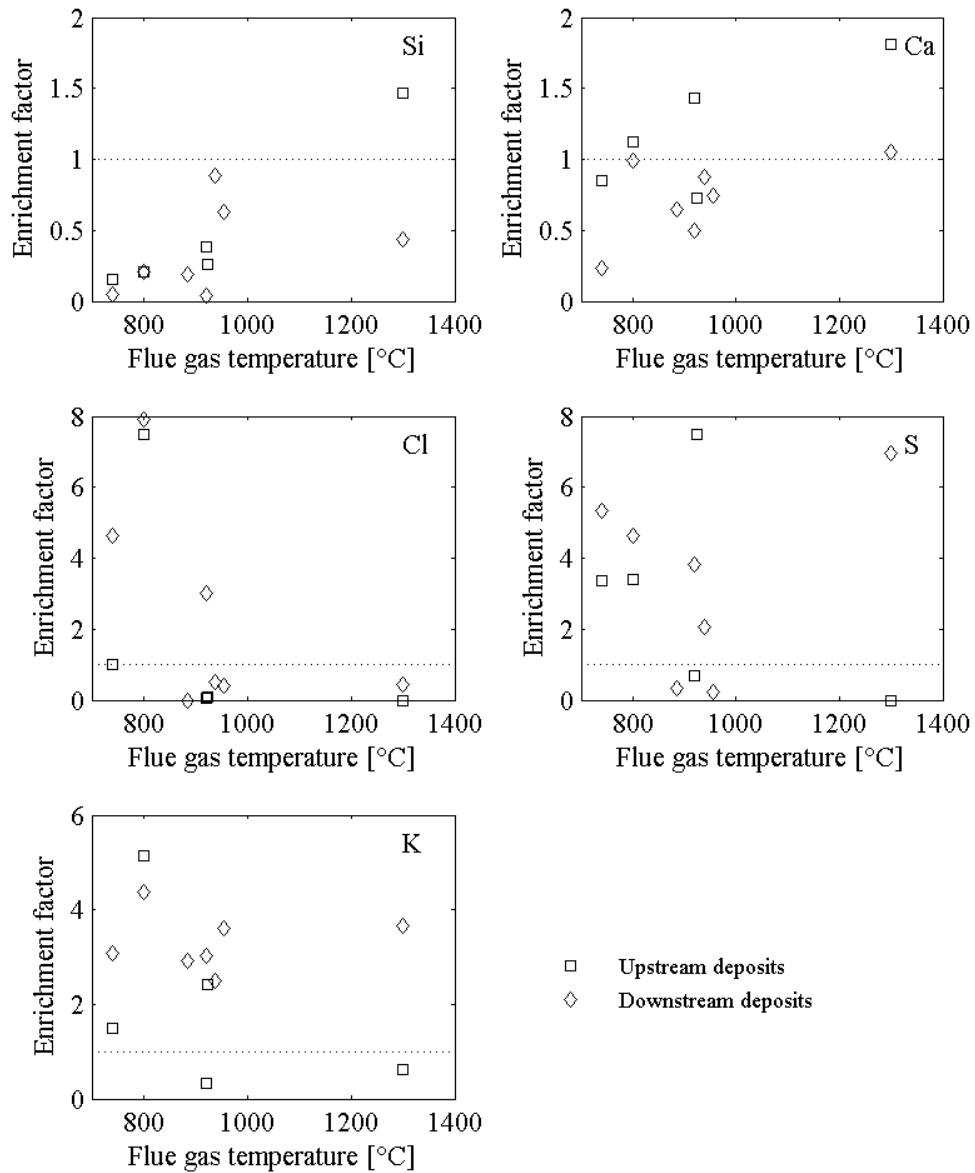 Si
Enrichment factor
2
1.5
1
0.5
0
800 1000 1200 1400
Flue gas temperature [°C]
Ca
Enrichment factor
2
1.5
1
0.5
0
800 1000 1200 1400
Flue gas temperature [°C]
Cl
Enrichment factor
8
6
4
2
0
800 1000 1200 1400
Flue gas temperature [°C]
S
Enrichment factor
8
6
4
2
0
800 1000 1200 1400
Flue gas temperature [°C]
K
Enrichment factor
6
4
2
0
800 1000 1200 1400
Flue gas temperature [°C]
Upstream deposits
Downstream deposits